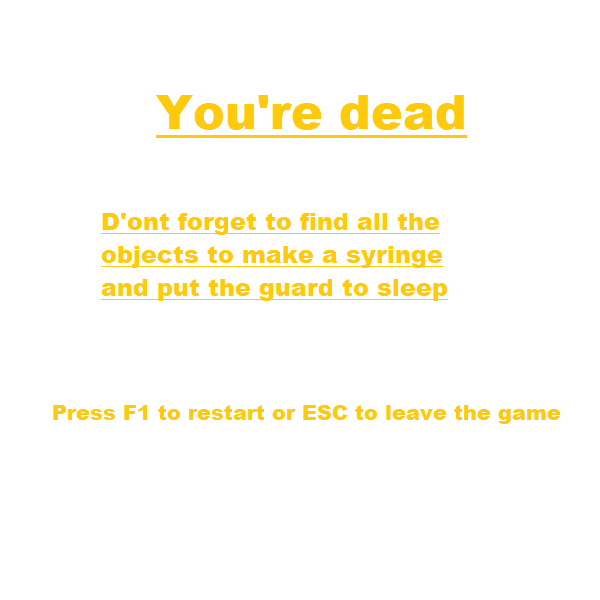 You're dead
D'ont forget to find all the
objects to make a syringe
and put the guard to sleep
Press F1 to restart or ESC to leave the game